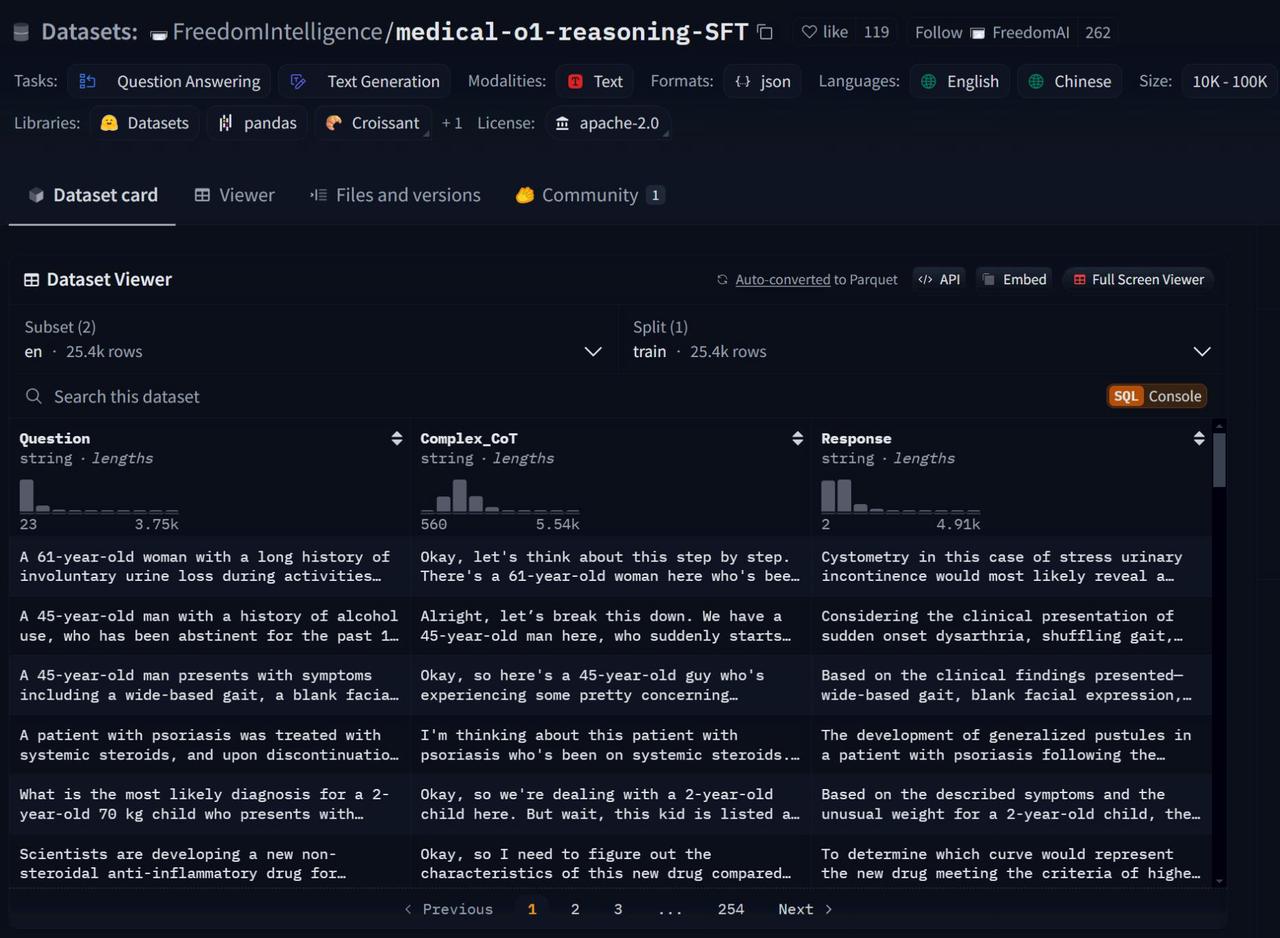 Datasets: FreedomIntelligence/medical-o1-reasoning-SFT like 119 Follow FreedomAI 262
Tasks: Question Answering Text Generation Modalities: Text Formats: json Languages: English Chinese Size: 10K - 100K
Libraries: Datasets pandas Croissant + 1 License: apache-2.0
Dataset card Viewer Files and versions Community 1
Dataset Viewer Auto-converted to Parquet API Embed Full Screen Viewer
Subset (2) Split (1)
en · 25.4k rows train · 25.4k rows
Search this dataset SQL Console
Question Complex_CoT Response
string · lengths string · lengths string · lengths
23 3.75k 560 5.54k 2 4.91k
A 61-year-old woman with a long history of Okay, let's think about this step by step. Cystometry in this case of stress urinary
involuntary urine loss during activities… There's a 61-year-old woman here who's bee… incontinence would most likely reveal a…
A 45-year-old man with a history of alcohol Alright, let’s break this down. We have a Considering the clinical presentation of
use, who has been abstinent for the past 1… 45-year-old man here, who suddenly starts… sudden onset dysarthria, shuffling gait,…
A 45-year-old man presents with symptoms Okay, so here's a 45-year-old guy who's Based on the clinical findings presented—
including a wide-based gait, a blank facia… experiencing some pretty concerning… wide-based gait, blank facial expression,…
A patient with psoriasis was treated with I'm thinking about this patient with The development of generalized pustules in
systemic steroids, and upon discontinuatio… psoriasis who's been on systemic steroids.… a patient with psoriasis following the…
What is the most likely diagnosis for a 2- Okay, so we're dealing with a 2-year-old Based on the described symptoms and the
year-old 70 kg child who presents with… child here. But wait, this kid is listed a… unusual weight for a 2-year-old child, the…
Scientists are developing a new non- Okay, so I need to figure out the To determine which curve would represent
steroidal anti-inflammatory drug for… characteristics of this new drug compared… the new drug meeting the criteria of highe…
Previous 1 2 3 ... 254 Next